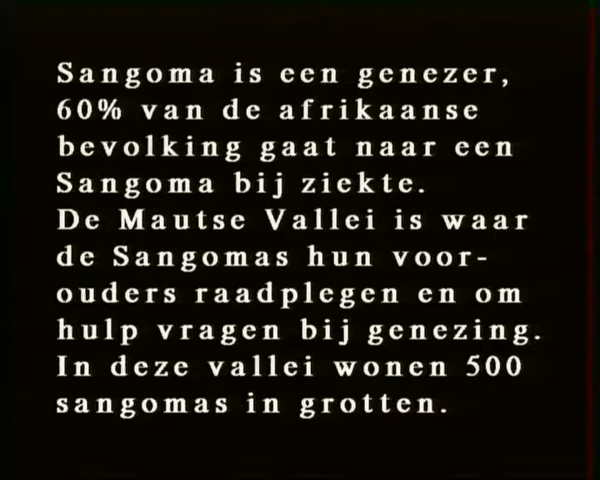 Sangoma is een genezer,
60% van de afrikaanse
bevolking gaat naar een
Sangoma bij ziekte.
De Mautse Vallei is waar
de Sangomas hun voor-
ouders raadplegen en om
hulp vragen bij genezing.
In deze vallei wonen 500
sangomas in grotten.